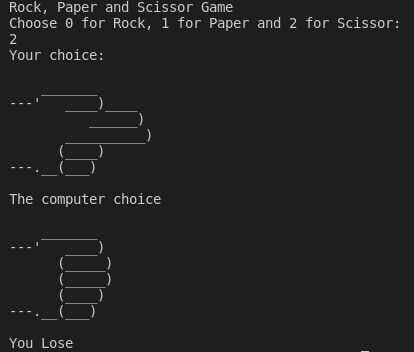 Rock, Paper and Scissor Game
Choose 0 for Rock, 1 for Paper and 2 for Scissor:
2
Your choice:

    _______
---'   ____)____
          ______)
       __________)
      (____)
---.__(___)

The computer choice

    _______
---'   ____)
      (_____)
      (_____)
      (____)
---.__(___)

You Lose